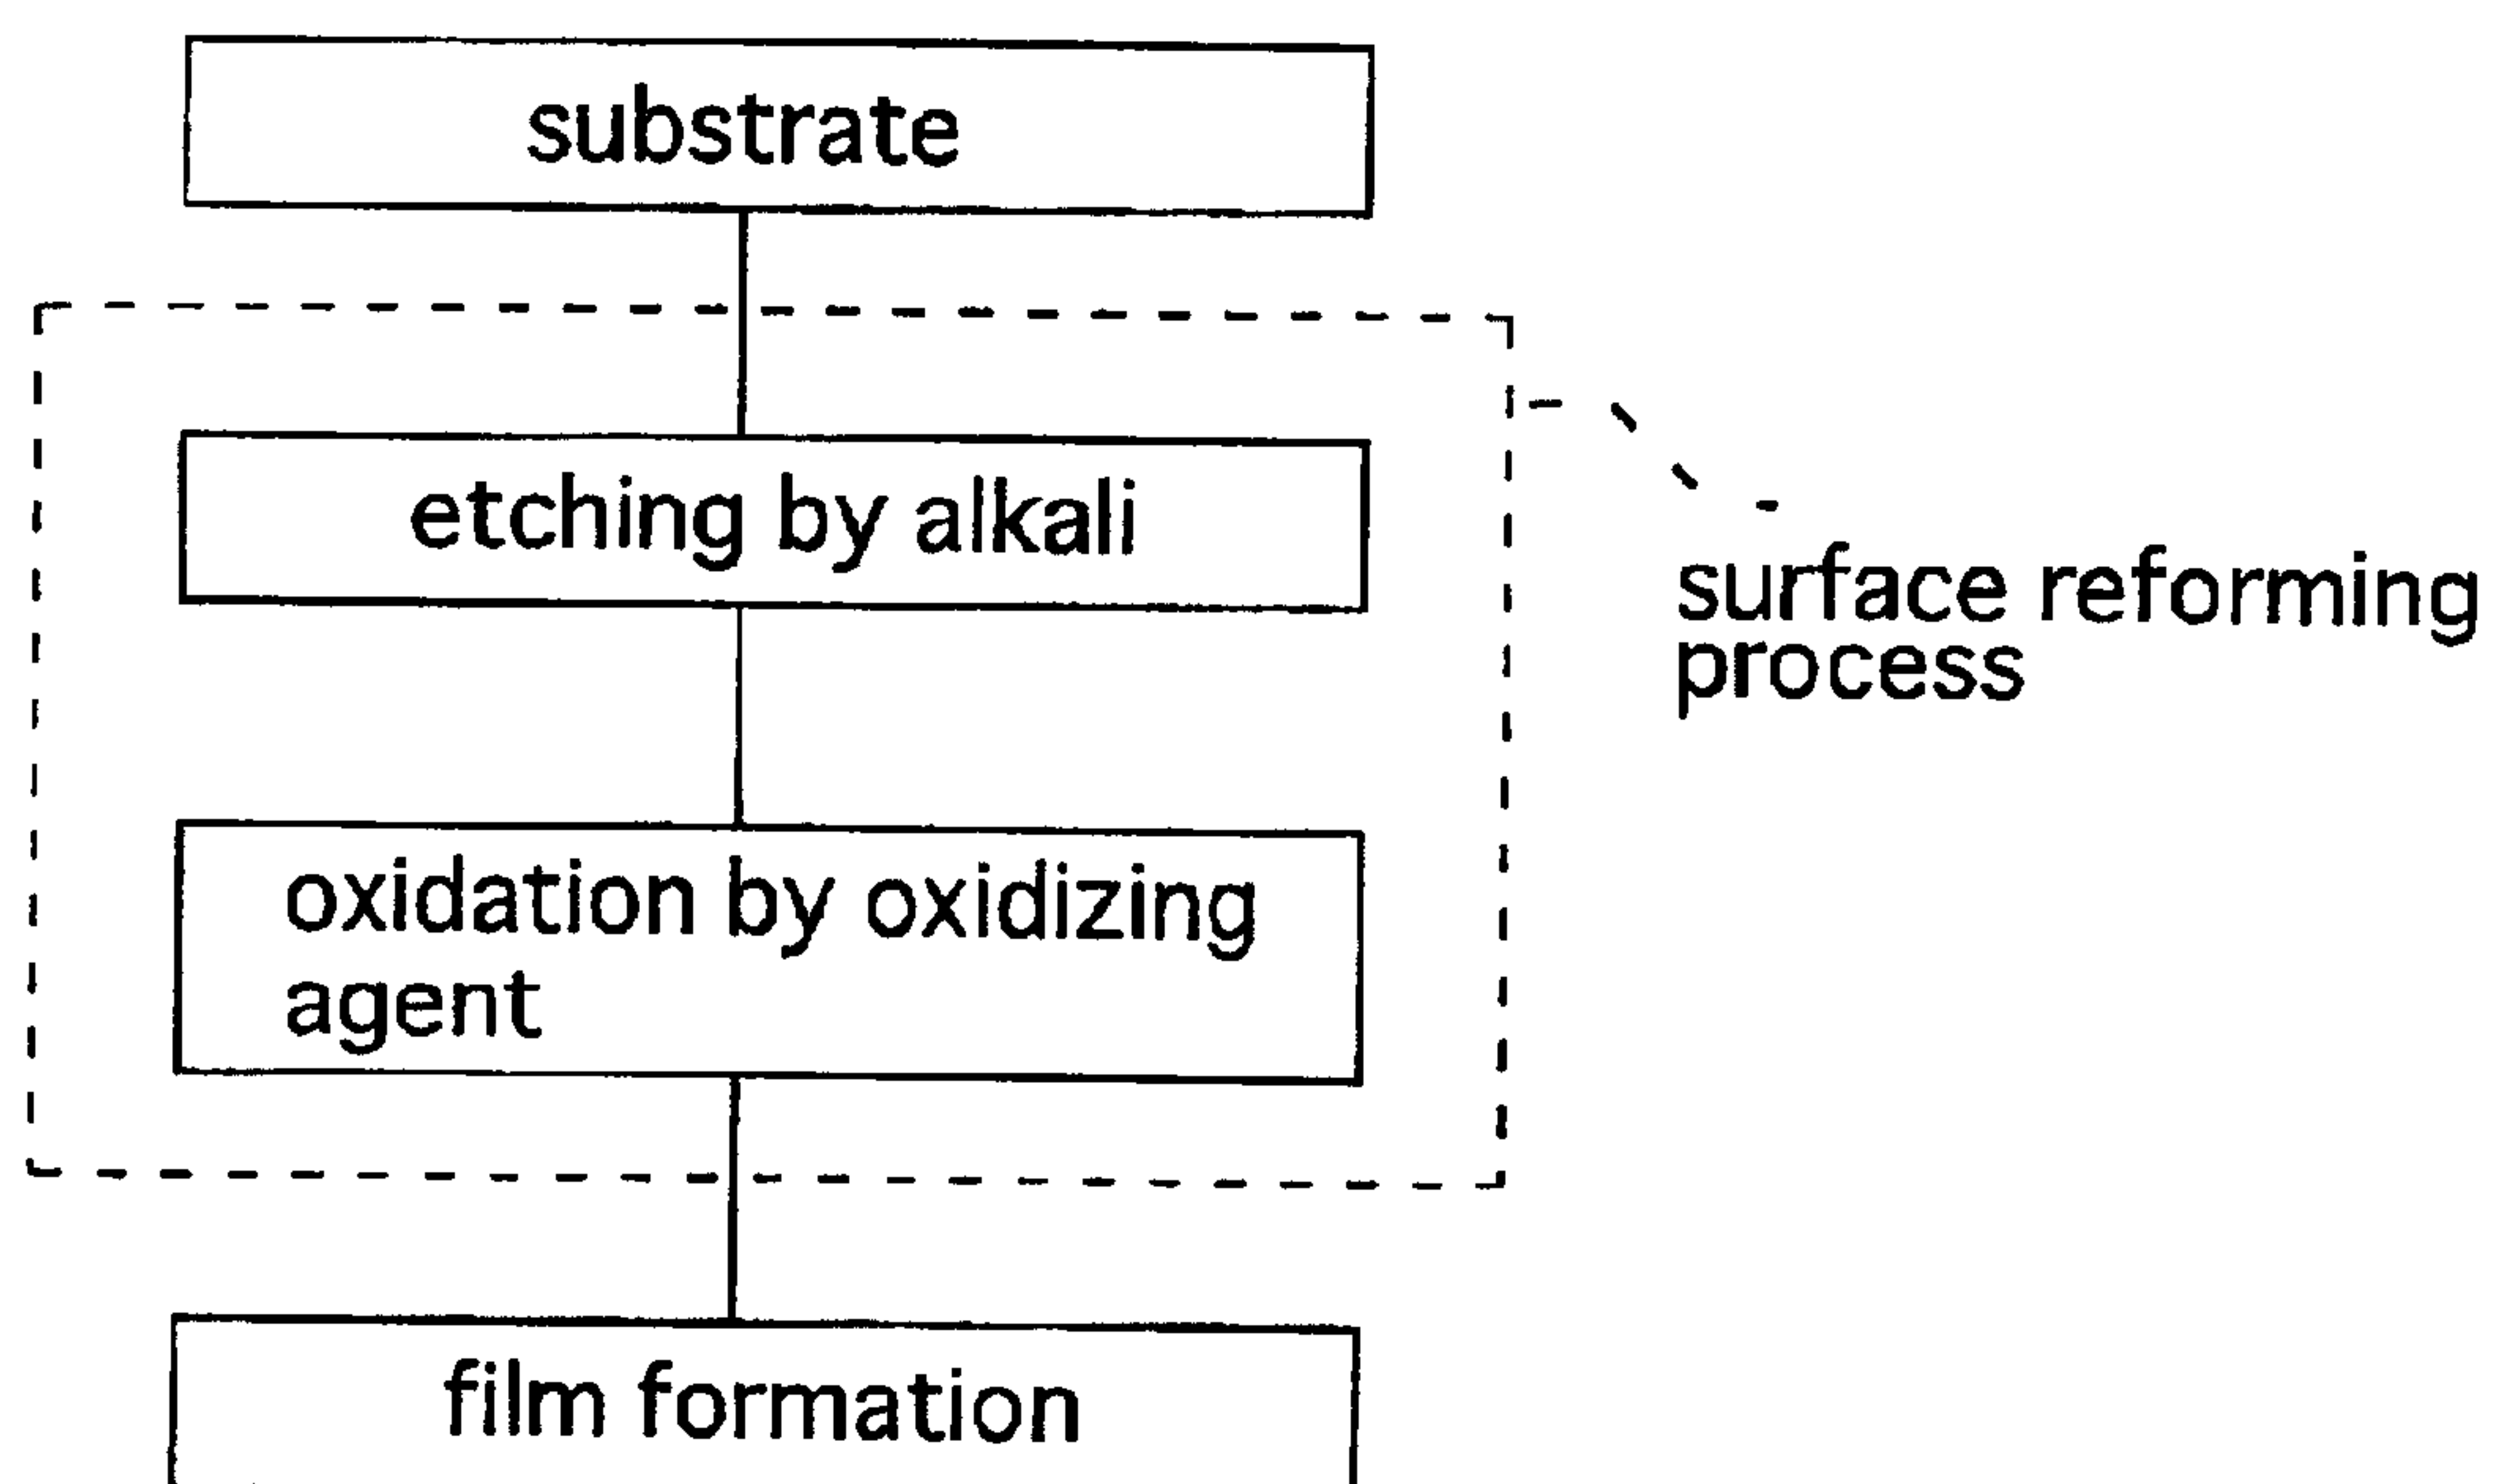 substrate
etching by alkali
surface reforming
process
oxidation by oxidizing
agent
film formation